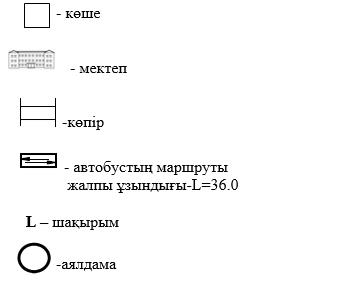 - көше
- мектеп
-көпір
- автобустың маршруты
жалпы ұзындығы-L=36.0
L – шақырым
-аялдама